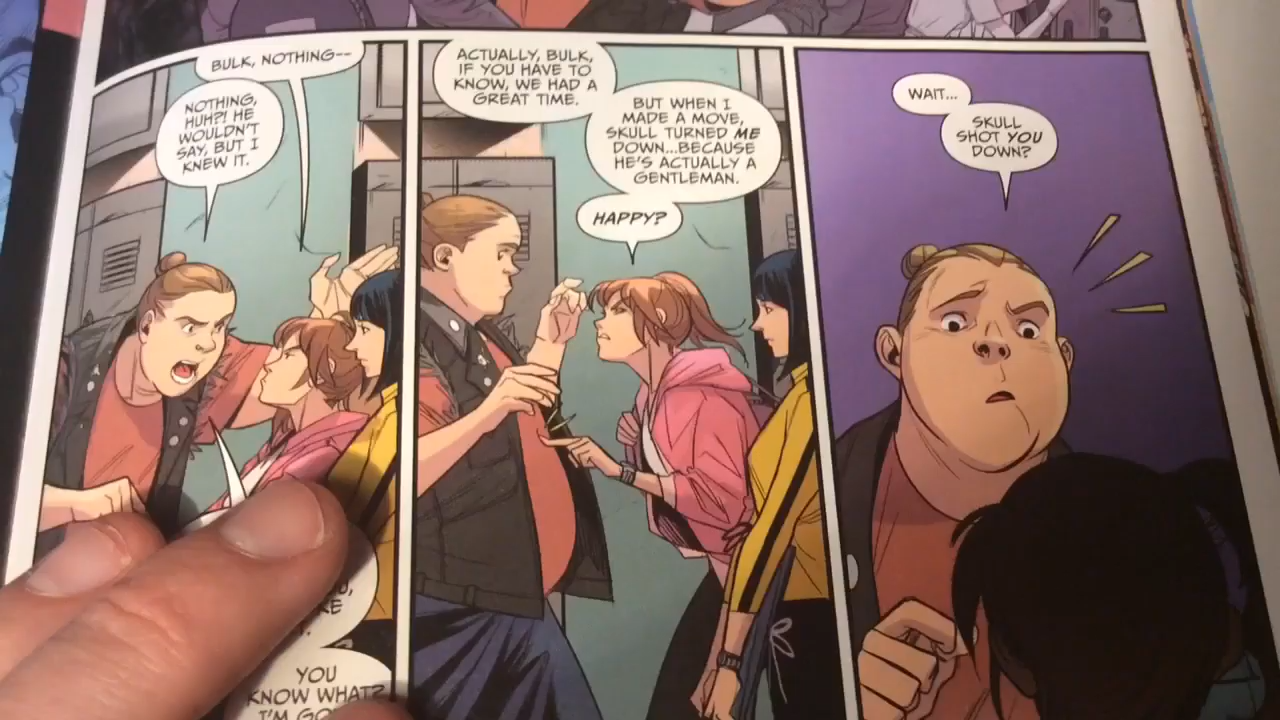 BULK, NOTHING--
NOTHING,
HUH?! HE
WOULDN'T
SAY, BUT I
KNEW IT.
YOU
KNOW WHAT?
ACTUALLY, BULK,
IF YOU HAVE TO
KNOW, WE HAD A
GREAT TIME.
BUT WHEN I
MADE A MOVE,
SKULL TURNED ME
DOWN...BECAUSE
HE'S ACTUALLY A
GENTLEMAN.
HAPPY?
WAIT...
SKULL
SHOT YOU
DOWN?